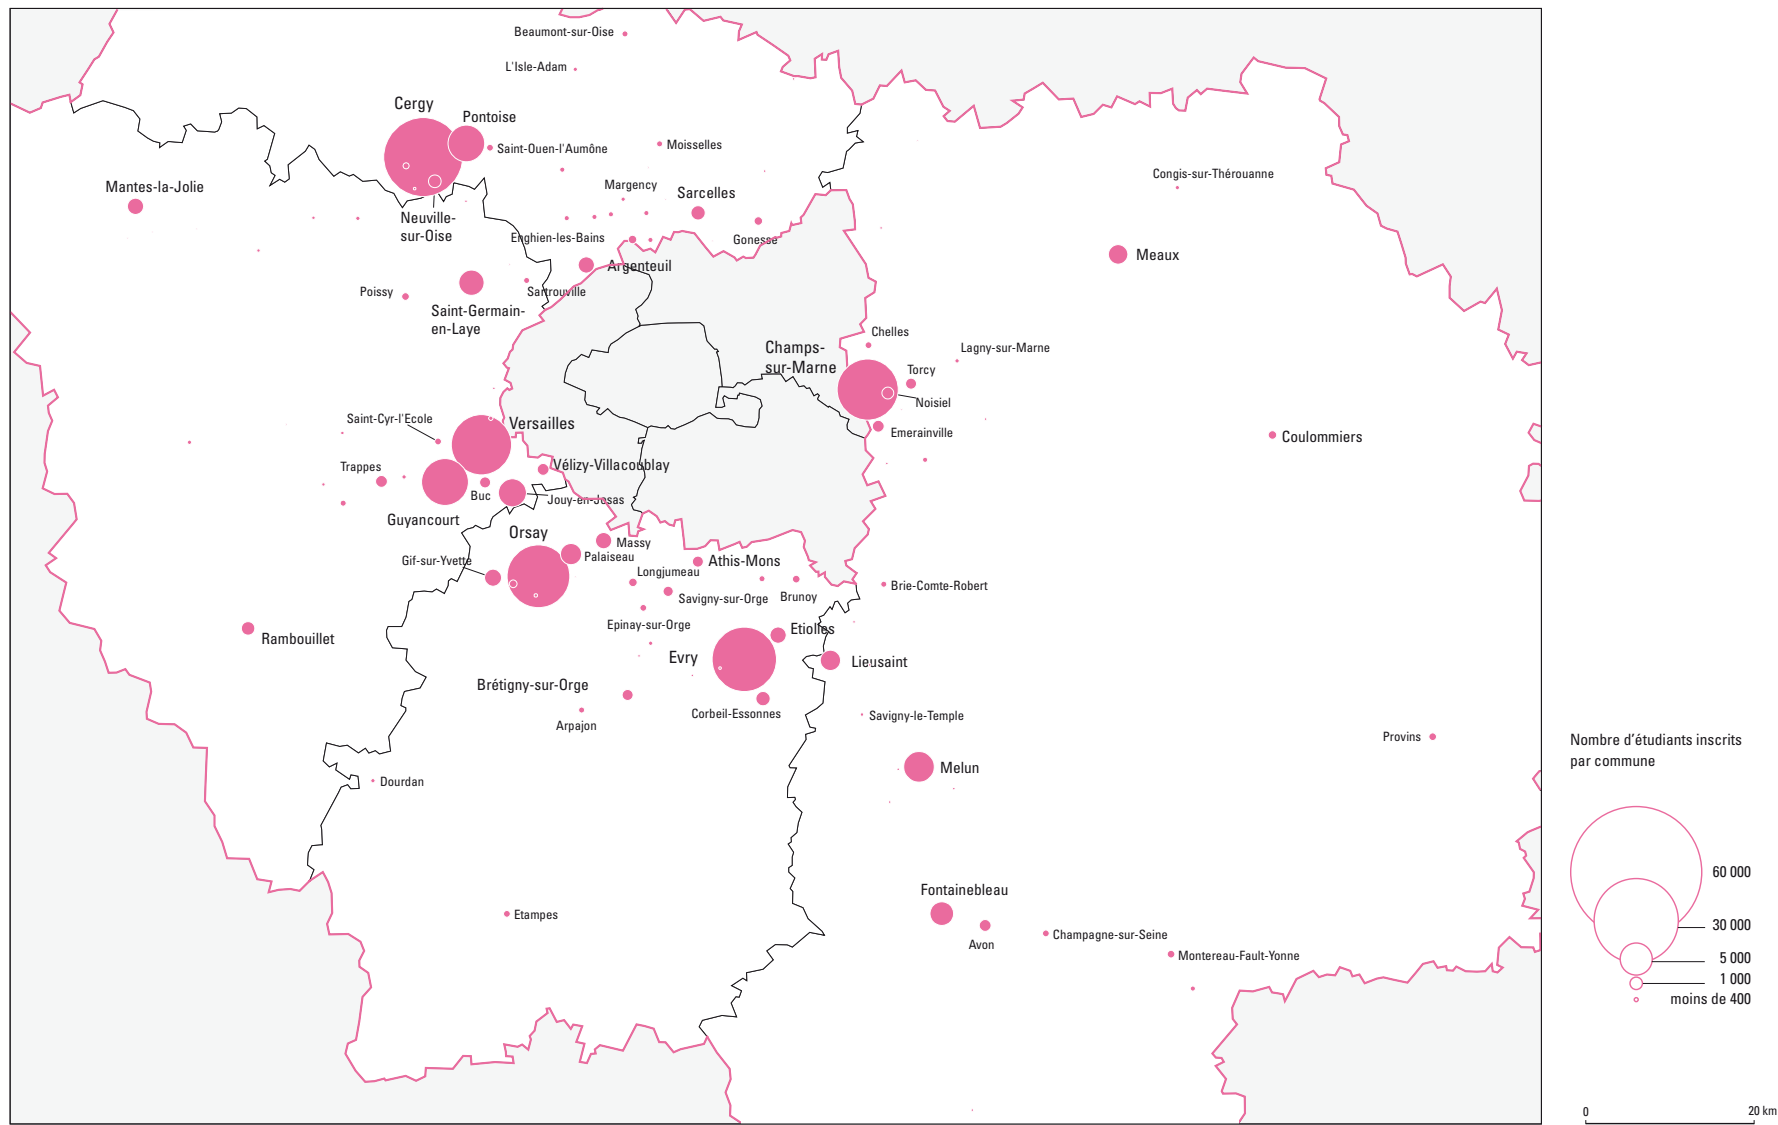 Beaumont-sur-Oise
L'Isle-Adam
Cergy
Pontoise
Saint-Ouen-l'Aumône
Moisselles
Congis-sur-Thérouanne
Mantes-la-Jolie
Margency
Sarcelles
Neuville-
sur-Oise
Enghien-les-Bains
Gonesse
Meaux
Argenteuil
Poissy
Sartrouville
Saint-Germain-
en-Laye
Chelles
Champs-
sur-Marne
Lagny-sur-Marne
Torcy
Noisiel
Saint-Cyr-l'Ecole
Versailles
Emerainville
Coulommiers
Trappes
Vélizy-Villacoublay
Buc
Jouy-en-Josas
Guyancourt
Orsay
Massy
Palaiseau
Gif-sur-Yvette
Athis-Mons
Longjumeau
Brie-Comte-Robert
Savigny-sur-Orge
Brunoy
Epinay-sur-Orge
Etiolles
Rambouillet
Evry
Lieusaint
Brétigny-sur-Orge
Corbeil-Essonnes
Savigny-le-Temple
Arpajon
Provins
Melun
Dourdan
Fontainebleau
Etampes
Avon
Champagne-sur-Seine
Montereau-Fault-Yonne
Nombre d'étudiants inscrits
par commune
60 000
30 000
5 000
1 000
moins de 400
0
20 km